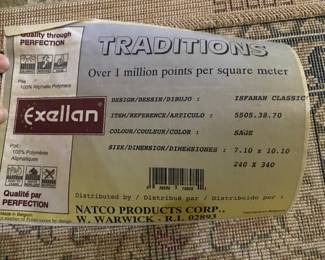 Quality through
PERFECTION
TRADITIONS
Over 1 million points per square meter
Pile :
100% Aliphatic Polymers
Exellan
DESIGN/DESSIN/DIBUJO : ISFAHAN CLASSIC
ITEM/REFERENCE/ARTICULO : 5505.38.70
COLOUR/COULEUR/COLOR : SAGE
SIZE/DIMENSION/DIMENSIONES : 7.10 x 10.10
240 X 340
Poil :
100% Polymères
Aliphatiques
Qualité par
PERFECTION
Made in Belgium
Distributed by / Distribué par / Distribuido por :
NATCO PRODUCTS CORP..
W. WARWICK - R.I. 02893